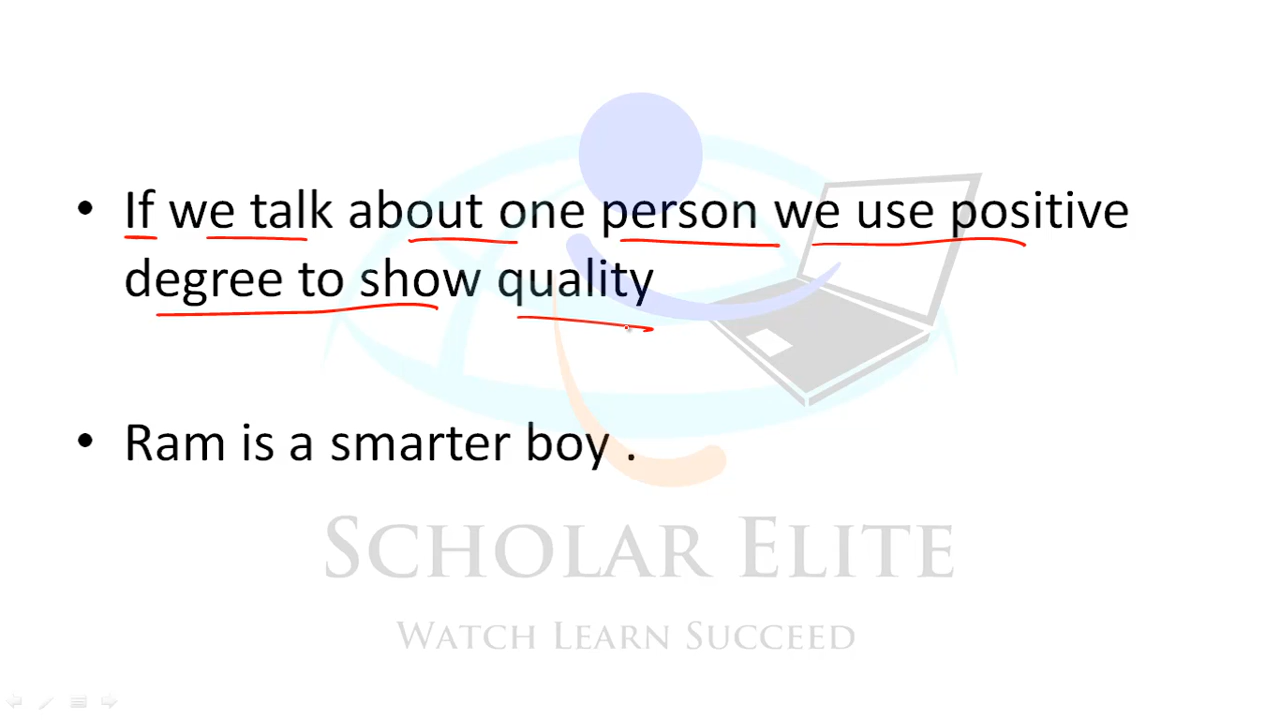 • If we talk about one person we use positive
degree to show quality
• Ram is a smarter boy .
SCHOLAR ELITE
WATCH LEARN SUCCEED